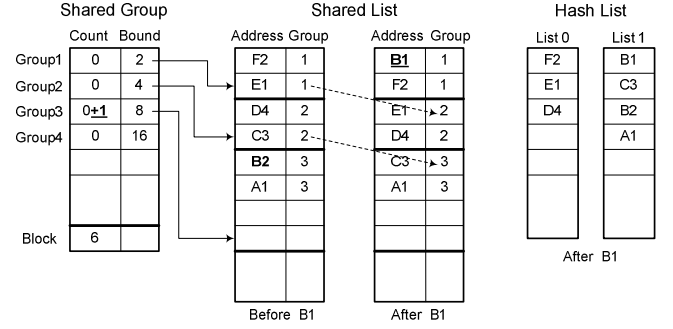 Shared Group Shared List Hash List
Count Bound Address Group Address Group List 0 List 1
Group1 0 2 F2 1 B1 1 F2 B1
Group2 0 4 E1 1 F2 1 E1 C3
Group3 0+1 8 D4 2 E1 2 D4 B2
Group4 0 16 C3 2 D4 2 A1
B2 3 C3 3
A1 3 A1 3
Block 6
After B1
Before B1 After B1